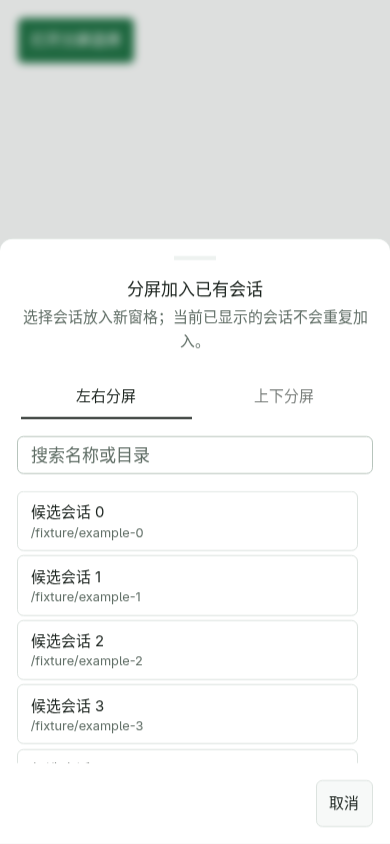 分屏加入已有会话
选择会话放入新窗格；当前已显示的会话不会重复加
入。
左右分屏
上下分屏
搜索名称或目录
候选会话 0
/fixture/example-0
候选会话 1
/fixture/example-1
候选会话 2
/fixture/example-2
候选会话 3
/fixture/example-3
取消